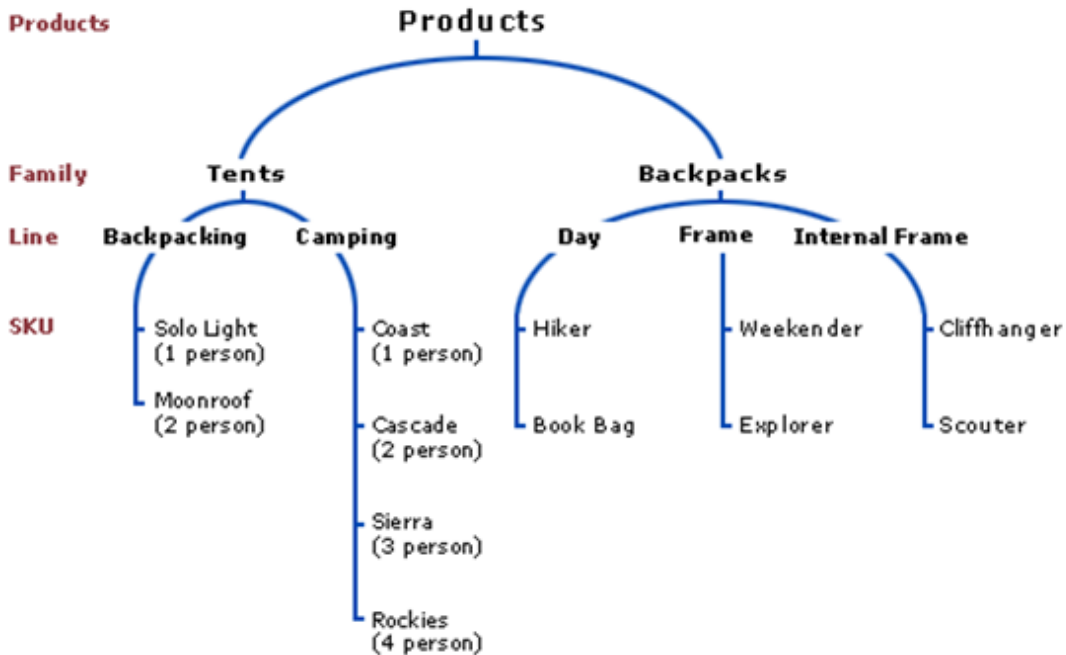 Products Products
Family Tents Backpacks
Line Backpacking Camping Day Frame Internal Frame
SKU Solo Light Coast Hiker Weekender Cliffhanger
(1 person) (1 person)
Moonroof
(2 person) Cascade Book Bag Explorer Scouter
(2 person)
Sierra
(3 person)
Rockies
(4 person)